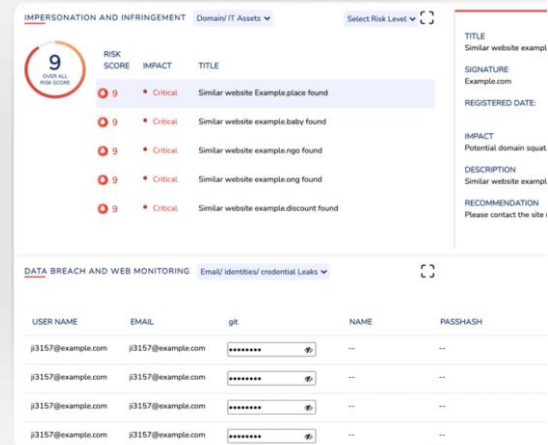 IMPERSONATION AND INFRINGEMENT Domain/ IT Assets Select Risk Level
9
OVER ALL
RISK SCORE
RISK
SCORE IMPACT TITLE
9 Critical Similar website Example.place found
9 Critical Similar website example.baby found
9 Critical Similar website example.ngo found
9 Critical Similar website example.ong found
9 Critical Similar website example.discount found
TITLE
Similar website exampl
SIGNATURE
Example.com
REGISTERED DATE:
IMPACT
Potential domain squat.
DESCRIPTION
Similar website exampl
RECOMMENDATION
Please contact the site
DATA BREACH AND WEB MONITORING Email/ identities/ credential Leaks
USER NAME EMAIL git NAME PASSHASH
ji3157@example.com ji3157@example.com •••••••• -- --
ji3157@example.com ji3157@example.com •••••••• -- --
ji3157@example.com ji3157@example.com •••••••• -- --
ji3157@example.com ji3157@example.com •••••••• -- --